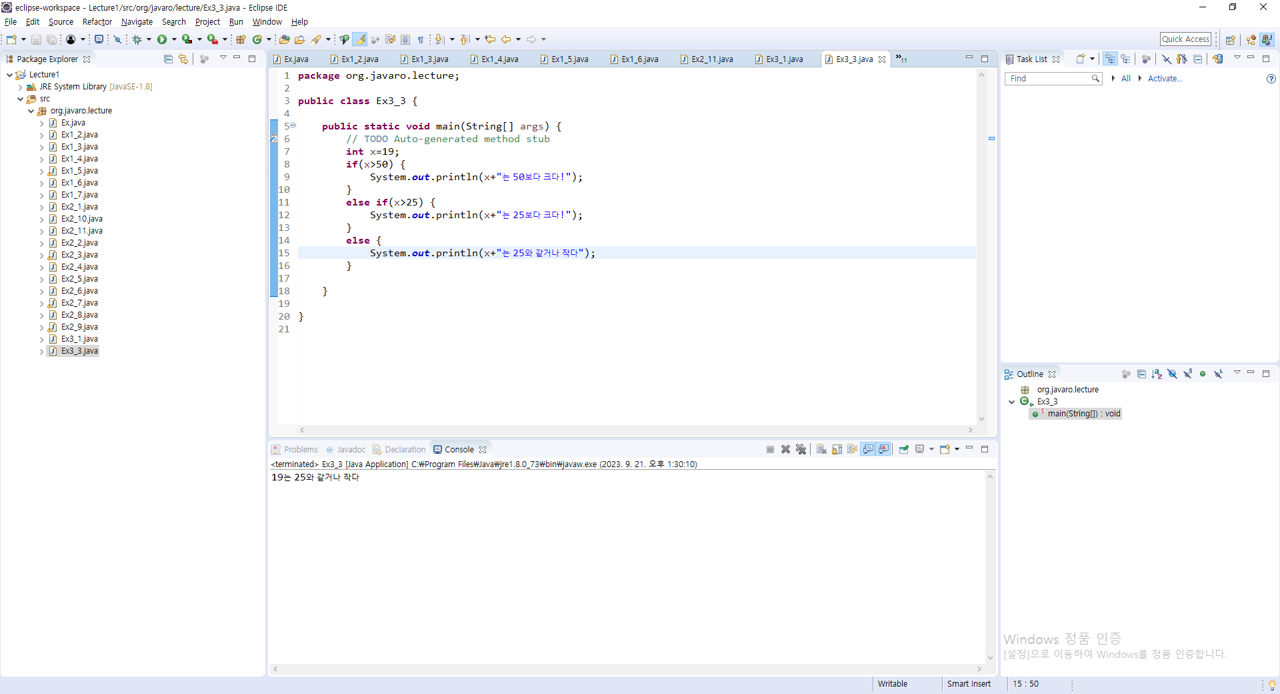 eclipse-workspace - Lecture1/src/org/javaro/lecture/Ex3_3.java - Eclipse IDE
File Edit Source Refactor Navigate Search Project Run Window Help
Quick Access
Package Explorer
Lecture1
JRE System Library [JavaSE-1.8]
src
org.javaro.lecture
Ex.java
Ex1_2.java
Ex1_3.java
Ex1_4.java
Ex1_5.java
Ex1_6.java
Ex1_7.java
Ex2_1.java
Ex2_10.java
Ex2_11.java
Ex2_2.java
Ex2_3.java
Ex2_4.java
Ex2_5.java
Ex2_6.java
Ex2_7.java
Ex2_8.java
Ex2_9.java
Ex3_1.java
Ex3_3.java
Ex.java Ex1_2.java Ex1_3.java Ex1_4.java Ex1_5.java Ex1_6.java Ex2_11.java Ex3_1.java Ex3_3.java »11
1 package org.javaro.lecture;
2
3 public class Ex3_3 {
4
5 public static void main(String[] args) {
6 // TODO Auto-generated method stub
7 int x=19;
8 if(x>50) {
9 System.out.println(x+"는 50보다 크다!");
10 }
11 else if(x>25) {
12 System.out.println(x+"는 25보다 크다!");
13 }
14 else {
15 System.out.println(x+"는 25와 같거나 작다");
16 }
17
18 }
19
20 }
21
Problems Javadoc Declaration Console
<terminated> Ex3_3 [Java Application] C:₩Program Files₩Java₩jre1.8.0_73₩bin₩javaw.exe (2023. 9. 21. 오후 1:30:10)
19는 25와 같거나 작다
Task List
Find All Activate...
Outline
org.javaro.lecture
Ex3_3
main(String[]) : void
Windows 정품 인증
[설정]으로 이동하여 Windows를 정품 인증합니다.
Writable Smart Insert 15 : 50